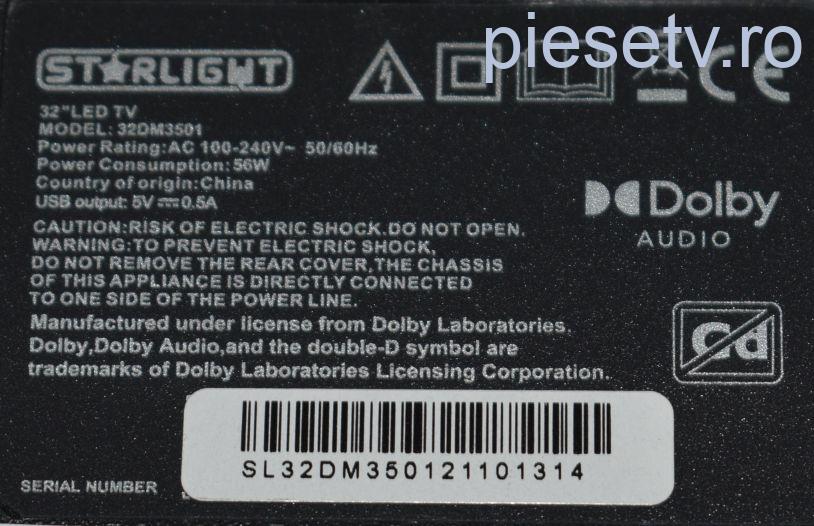 piesetv.ro
STARLIGHT
32"LED TV
MODEL: 32DM3501
Power Rating:AC 100-240V~ 50/60Hz
Power Consumption:56W
Country of origin:China
USB output: 5V ⎓ 0.5A
CAUTION:RISK OF ELECTRIC SHOCK.DO NOT OPEN.
WARNING:TO PREVENT ELECTRIC SHOCK,
DO NOT REMOVE THE REAR COVER,THE CHASSIS
OF THIS APPLIANCE IS DIRECTLY CONNECTED
TO ONE SIDE OF THE POWER LINE.
Dolby
AUDIO
Manufactured under license from Dolby Laboratories.
Dolby,Dolby Audio,and the double-D symbol are
trademarks of Dolby Laboratories Licensing Corporation.
Cd
SL32DM350121101314
SERIAL NUMBER